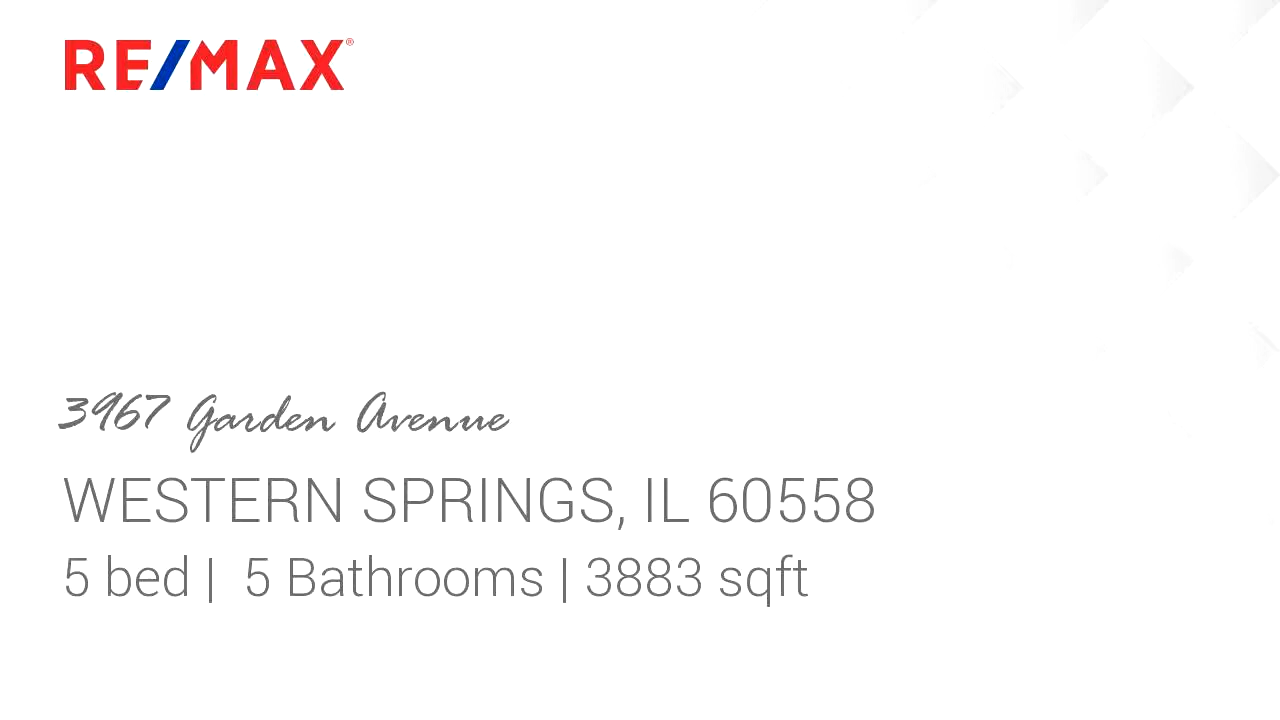 RE/MAX®
3967 Garden Avenue
WESTERN SPRINGS, IL 60558
5 bed |  5 Bathrooms | 3883 sqft